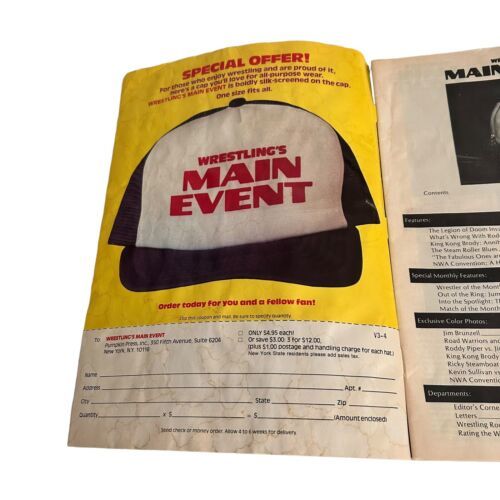 SPECIAL OFFER!
For those who enjoy wrestling and are proud of it,
here's a cap you'll love for all-purpose wear.
WRESTLING'S MAIN EVENT is boldly silk-screened on the cap.
One size fits all.
WRESTLING'S
MAIN
EVENT
Order today for you and a fellow fan!
Fill this coupon and mail. Be sure to specify quantity.
To: WRESTLING'S MAIN EVENT
Pumpkin Press, Inc., 350 Fifth Avenue, Suite 6204
New York, N.Y. 10118
ONLY $4.95 each!
Or save $3.00: 3 for $12.00.
(plus $1.00 postage and handling charge for each hat)
New York State residents please add sales tax.
V3-4
Name
Address Apt. #
City State Zip
Quantity x $ = $ (Amount enclosed)
Send check or money order. Allow 4 to 6 weeks for delivery.
MAIN
Contents
Features:
The Legion of Doom
What's Wrong With
King Kong Brody:
The Steam Roller Blues
"The Fabulous Ones
NWA Convention: A
Special Monthly Features:
Wrestler of the
Out of the Ring:
Into the Spotlight:
Match of the
Exclusive Color Photos:
Jim Brunzell
Road Warriors
Roddy Piper vs.
King Kong Brody
Ricky Steamboat
Kevin Sullivan
NWA Convention
Departments:
Editor's
Letters
Wrestling
Rating the